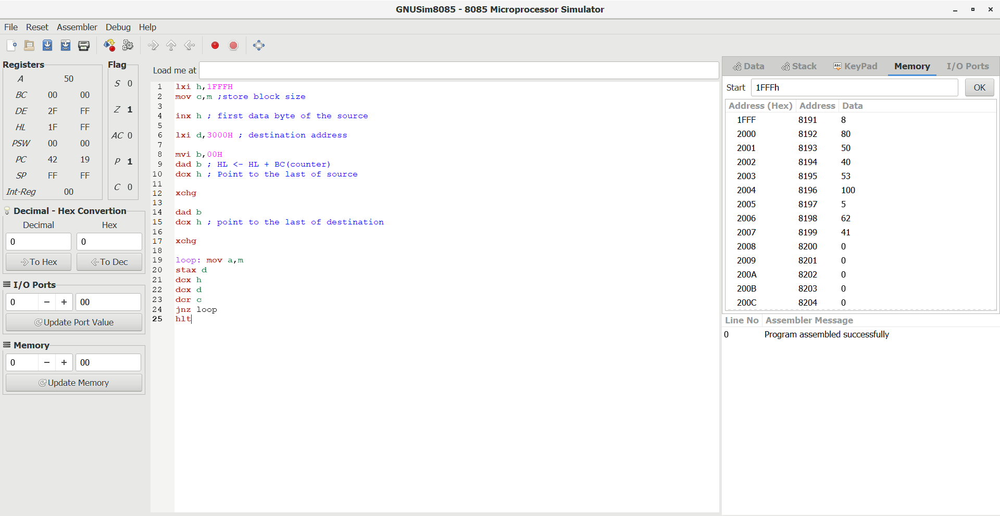 GNUSim8085 - 8085 Microprocessor Simulator
File Reset Assembler Debug Help
Registers
A 50
BC 00 00
DE 2F FF
HL 1F FF
PSW 00 00
PC 42 19
SP FF FF
Int-Reg 00
Flag
S 0
Z 1
AC 0
P 1
C 0
Decimal - Hex Convertion
Decimal Hex
0 0
To Hex To Dec
I/O Ports
0 − + 00
Update Port Value
Memory
0 − + 00
Update Memory
Load me at
1 lxi h,1FFFH
2 mov c,m ;store block size
3
4 inx h ; first data byte of the source
5
6 lxi d,3000H ; destination address
7
8 mvi b,00H
9 dad b ; HL <- HL + BC(counter)
10 dcx h ; Point to the last of source
11
12 xchg
13
14 dad b
15 dcx h ; point to the last of destination
16
17 xchg
18
19 loop: mov a,m
20 stax d
21 dcx h
22 dcx d
23 dcr c
24 jnz loop
25 hlt
Data Stack Abc KeyPad Memory I/O Ports
Start 1FFFh OK
Address (Hex) Address Data
1FFF 8191 8
2000 8192 80
2001 8193 50
2002 8194 40
2003 8195 53
2004 8196 100
2005 8197 5
2006 8198 62
2007 8199 41
2008 8200 0
2009 8201 0
200A 8202 0
200B 8203 0
200C 8204 0
Line No Assembler Message
0 Program assembled successfully